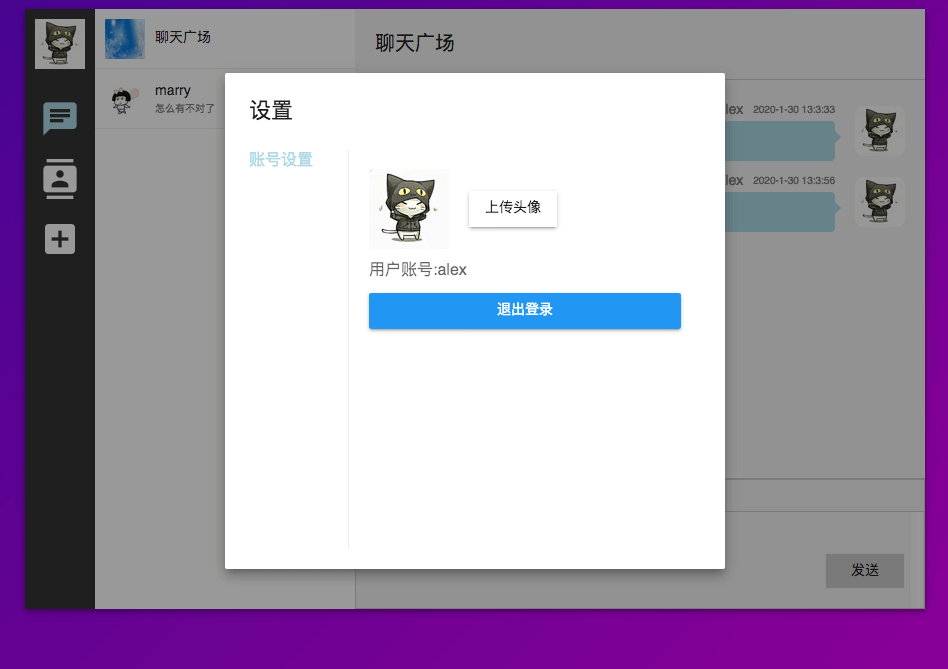 聊天广场
marry
怎么有不对了
聊天广场
设置
账号设置
上传头像
用户账号:alex
退出登录
lex 2020-1-30 13:3:33
lex 2020-1-30 13:3:56
发送